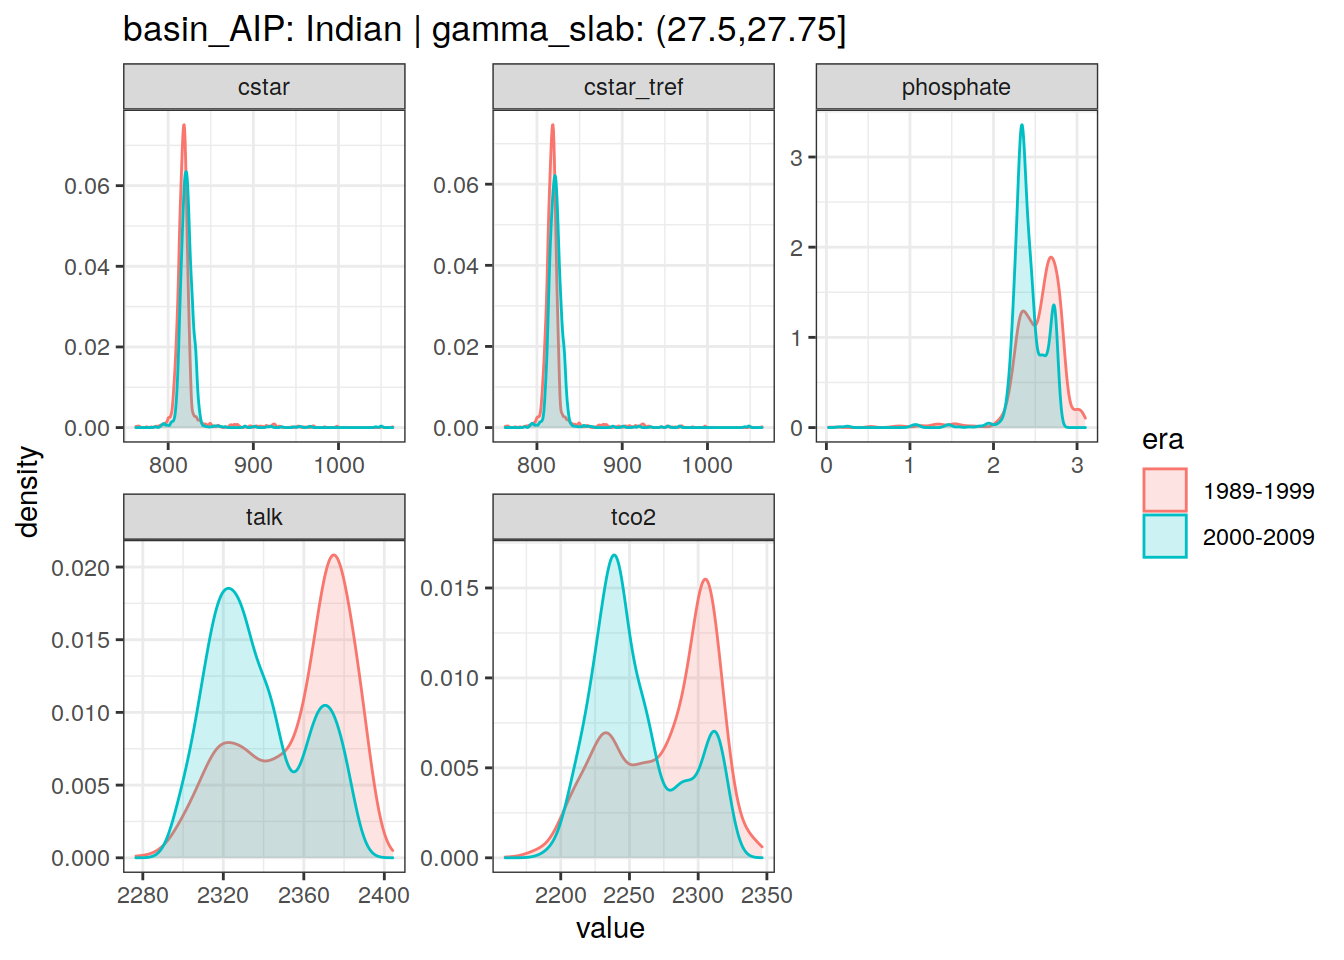 basin_AIP: Indian | gamma_slab: (27.5,27.75]
cstar
cstar_tref
phosphate
0.06
0.04
0.02
0.00
800 900 1000
0.06
0.04
0.02
0.00
800 900 1000
3
2
1
0
0 1 2 3
talk
tco2
0.020
0.015
0.010
0.005
0.000
2280 2320 2360 2400
0.015
0.010
0.005
0.000
2200 2250 2300 2350
density
value
era
1989-1999
2000-2009